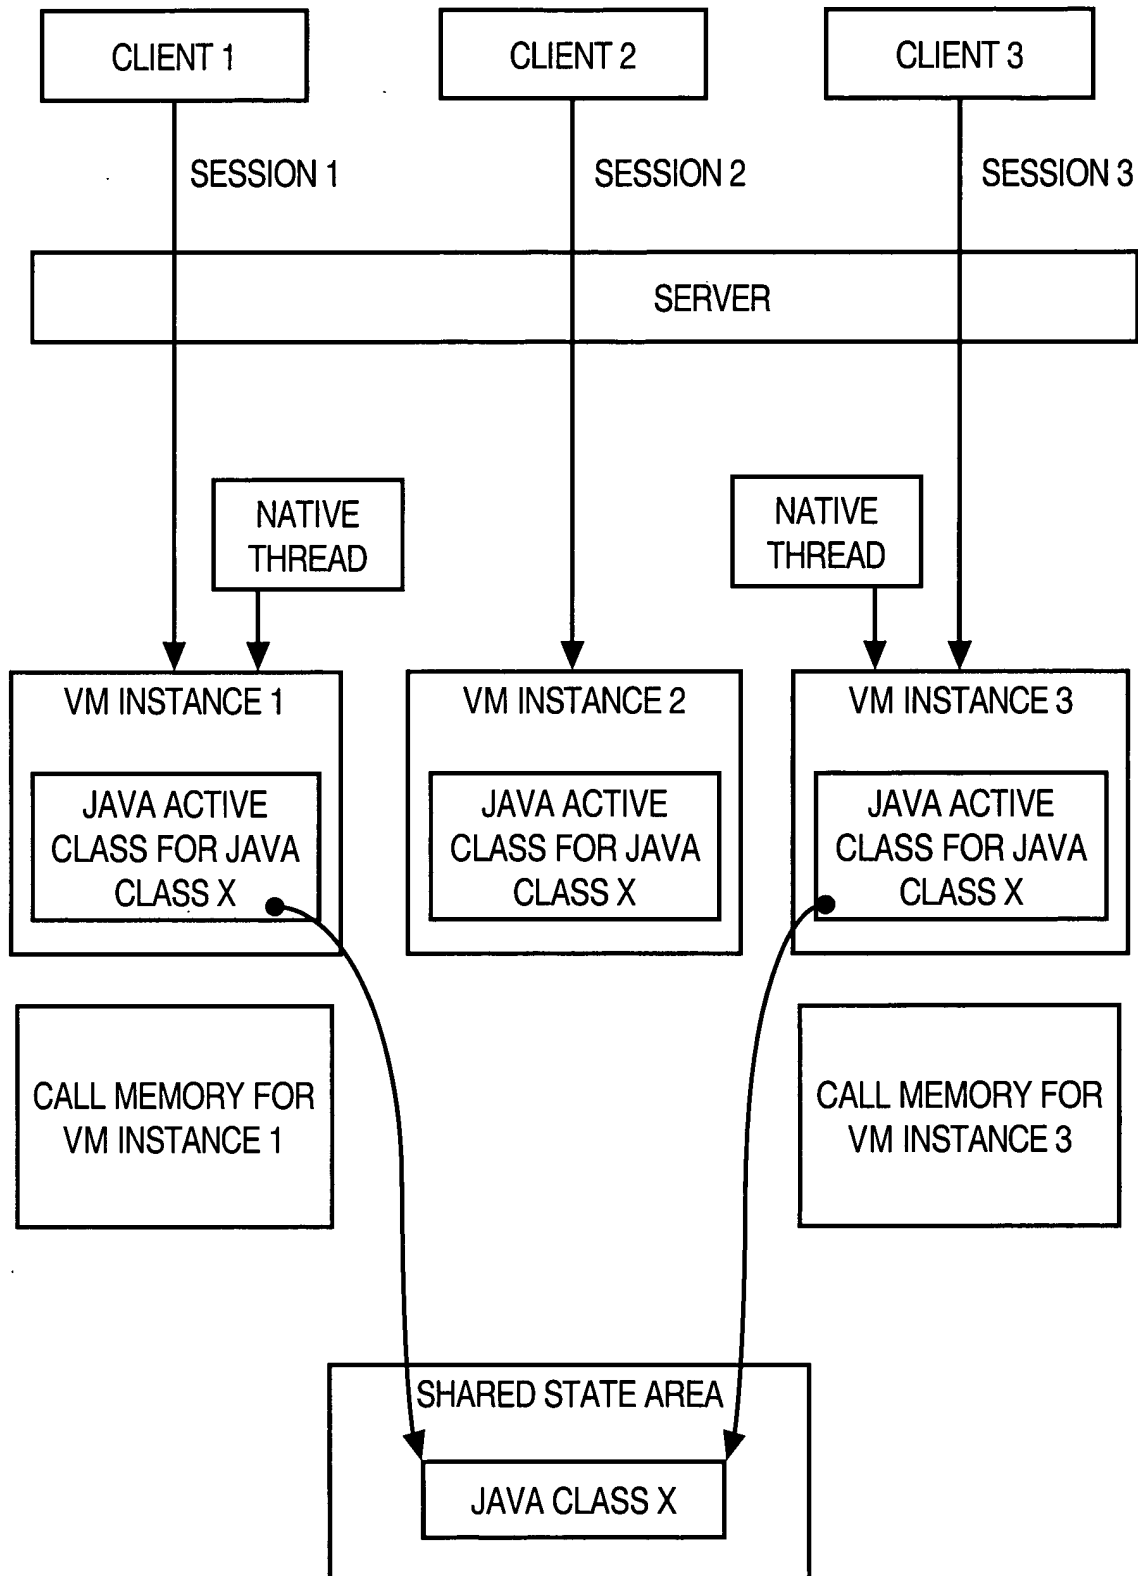 CLIENT 1
CLIENT 2
CLIENT 3
SESSION 1
SESSION 2
SESSION 3
SERVER
NATIVE
THREAD
NATIVE
THREAD
VM INSTANCE 1
VM INSTANCE 2
VM INSTANCE 3
JAVA ACTIVE
CLASS FOR JAVA
CLASS X
JAVA ACTIVE
CLASS FOR JAVA
CLASS X
JAVA ACTIVE
CLASS FOR JAVA
CLASS X
CALL MEMORY FOR
VM INSTANCE 1
CALL MEMORY FOR
VM INSTANCE 3
SHARED STATE AREA
JAVA CLASS X